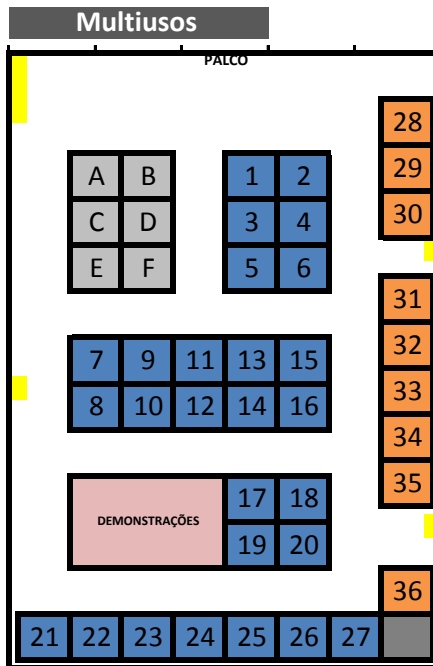 Multiusos
PALCO
28
A B 1 2 29
C D 3 4 30
E F 5 6
31
7 9 11 13 15 32
8 10 12 14 16 33
34
17 18 35
DEMONSTRAÇÕES
19 20
36
21 22 23 24 25 26 27